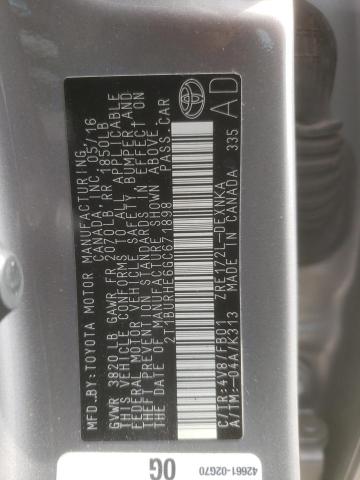 MFD. BY: TOYOTA MOTOR MANUFACTURING
CANADA, INC. 05/16
GVWR 3820 LB GAWR FR 2070LB, RR 1850LB
THIS VEHICLE CONFORMS TO ALL APPLICABLE
FEDERAL MOTOR VEHICLE SAFETY, BUMPER AND
THEFT PREVENTION STANDARDS IN EFFECT ON
THE DATE OF MANUFACTURE SHOWN ABOVE.
2T1BURHE6GC671898 PASS.CAR
C/TR:408/FB01 ZRE172L-DEXNKA
A/TM:-04A/K313 MADE IN CANADA 335
AD
42661-02G70
0G